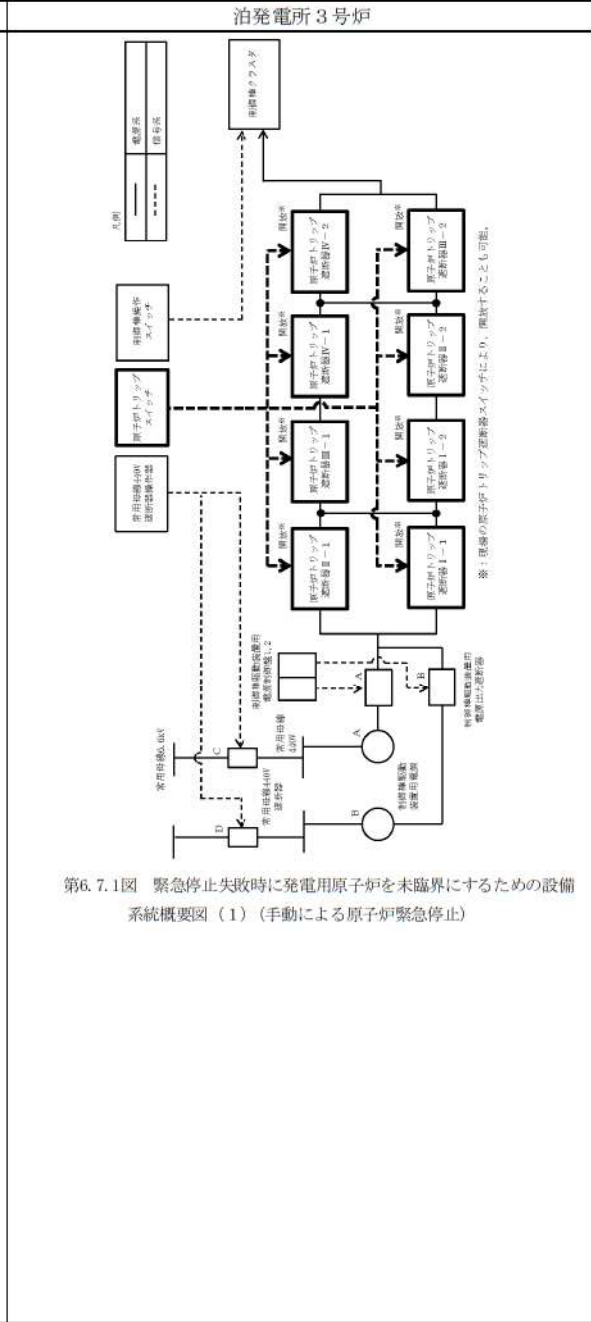 泊発電所3号炉
凡例
電源系
信号系
制御棒クラスタ
制御棒操作
スイッチ
原子炉トリップ
スイッチ
常用母線440V
遮断器操作器
開放※
原子炉トリップ
遮断器Ⅱ-1
開放※
原子炉トリップ
遮断器Ⅲ-1
開放※
原子炉トリップ
遮断器Ⅳ-1
開放※
原子炉トリップ
遮断器Ⅳ-2
開放※
原子炉トリップ
遮断器Ⅰ-1
開放※
原子炉トリップ
遮断器Ⅰ-2
開放※
原子炉トリップ
遮断器Ⅱ-2
開放※
原子炉トリップ
遮断器Ⅲ-2
制御棒駆動装置用
電源制御盤1,2
A
B
制御棒駆動装置用
電源出力遮断器
常用母線6.6kV
C
常用母線
440V
A
D
常用母線440V
遮断器
B
制御棒駆動
装置用電源
※:現場の原子炉トリップ遮断器スイッチにより,開放することも可能。
第6.7.1図 緊急停止失敗時に発電用原子炉を未臨界にするための設備
系統概要図(1)(手動による原子炉緊急停止)